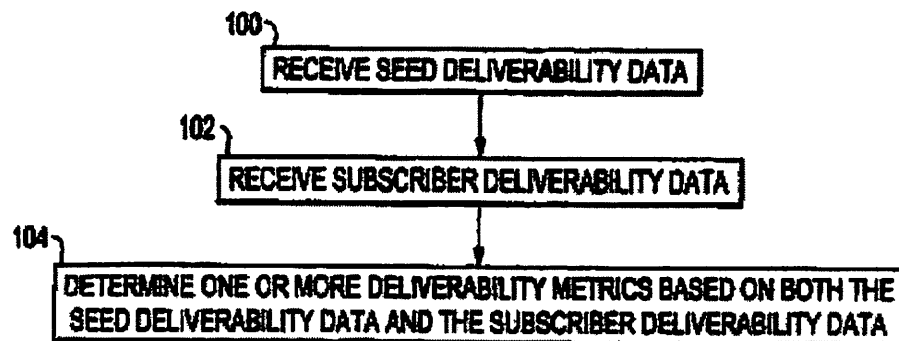 100
RECEIVE SEED DELIVERABILITY DATA
102
RECEIVE SUBSCRIBER DELIVERABILITY DATA
104
DETERMINE ONE OR MORE DELIVERABILITY METRICS BASED ON BOTH THE
SEED DELIVERABILITY DATA AND THE SUBSCRIBER DELIVERABILITY DATA